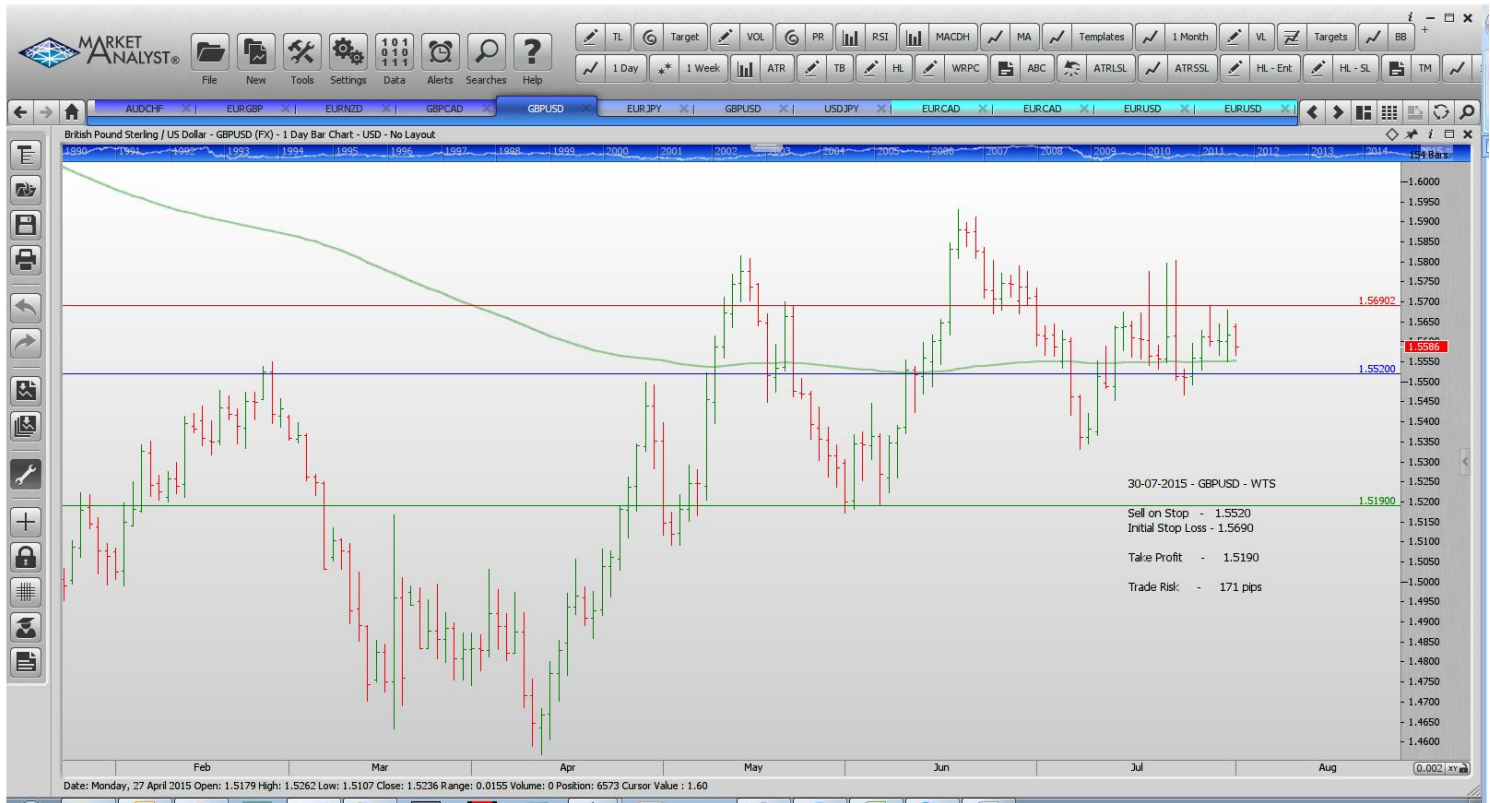 MARKET ANALYST®
File New Tools Settings Data Alerts Searches Help
TL Target VOL PR RSI MACDH MA Templates 1 Month VL Targets BB
1 Day 1 Week ATR TB HL WRPC ABC ATRLSL ATRSSL HL - Ent HL - SL TM
AUDCHF EURGBP EURNZD GBPCAD GBPUSD EURJPY GBPUSD USDJPY EURCAD EURCAD EURUSD EURUSD
British Pound Sterling / US Dollar - GBPUSD (FX) - 1 Day Bar Chart - USD - No Layout
1990 1991 1992 1993 1994 1995 1996 1997 1998 1999 2000 2001 2002 2003 2004 2005 2006 2007 2008 2009 2010 2011 2012 2013 2014
154 Bars
1.6000
1.5950
1.5900
1.5850
1.5800
1.5750
1.56902 1.5700
1.5650
1.5586
1.5550
1.55200
1.5500
1.5450
1.5400
1.5350
1.5300
1.5250
1.51900 1.5200
1.5150
1.5100
1.5050
1.5000
1.4950
1.4900
1.4850
1.4800
1.4750
1.4700
1.4650
1.4600
30-07-2015 - GBPUSD - WTS
Sell on Stop - 1.5520
Initial Stop Loss - 1.5690
Take Profit - 1.5190
Trade Risk - 171 pips
Feb Mar Apr May Jun Jul Aug
0.002 XY
Date: Monday, 27 April 2015 Open: 1.5179 High: 1.5262 Low: 1.5107 Close: 1.5236 Range: 0.0155 Volume: 0 Position: 6573 Cursor Value : 1.60